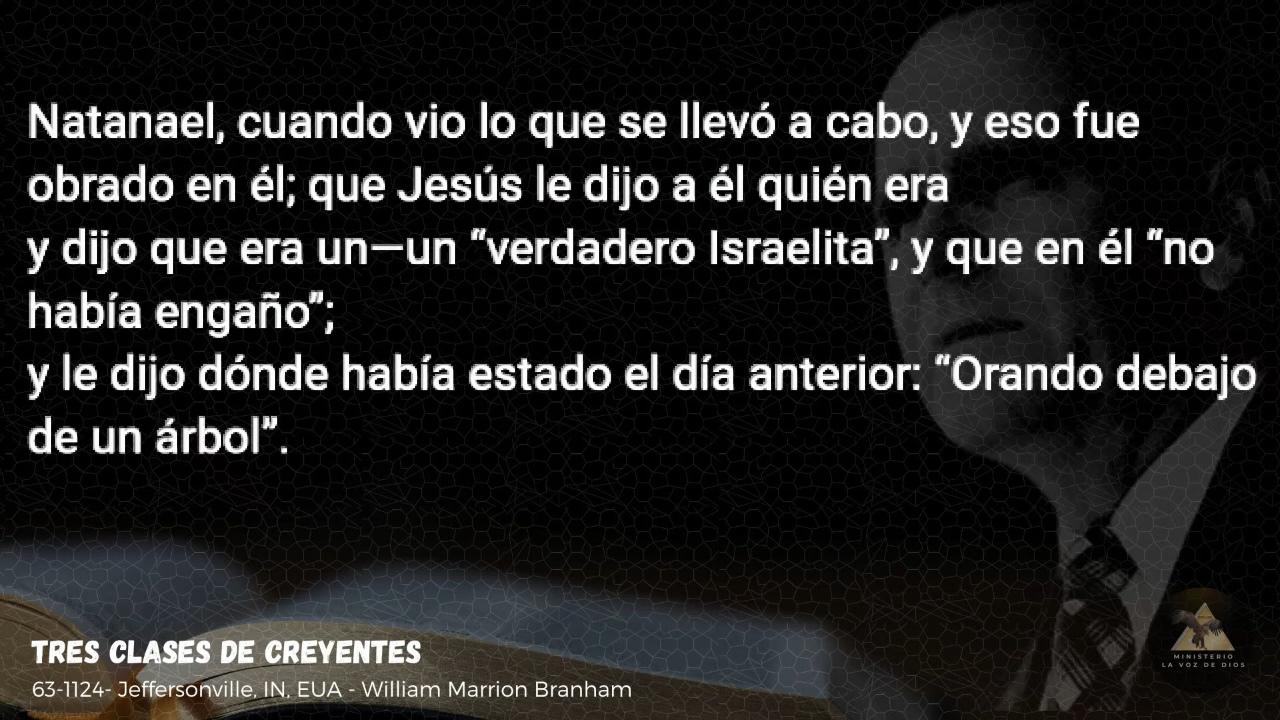 Natanael, cuando vio lo que se llevó a cabo, y eso fue
obrado en él; que Jesús le dijo a él quién era
y dijo que era un—un “verdadero Israelita”, y que en él “no
había engaño”;
y le dijo dónde había estado el día anterior: “Orando debajo
de un árbol”.
TRES CLASES DE CREYENTES
63-1124- Jeffersonville, IN, EUA - William Marrion Branham
MINISTERIO
LA VOZ DE DIOS